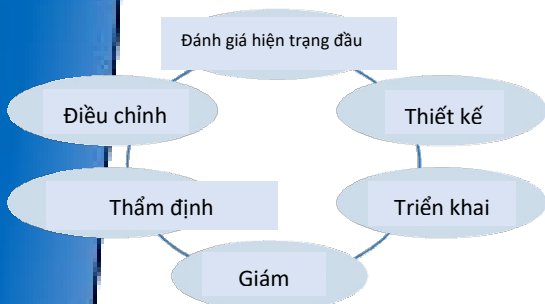 Đánh giá hiện trạng đầu
Thiết kế
Triển khai
Giám
Thẩm định
Điều chỉnh